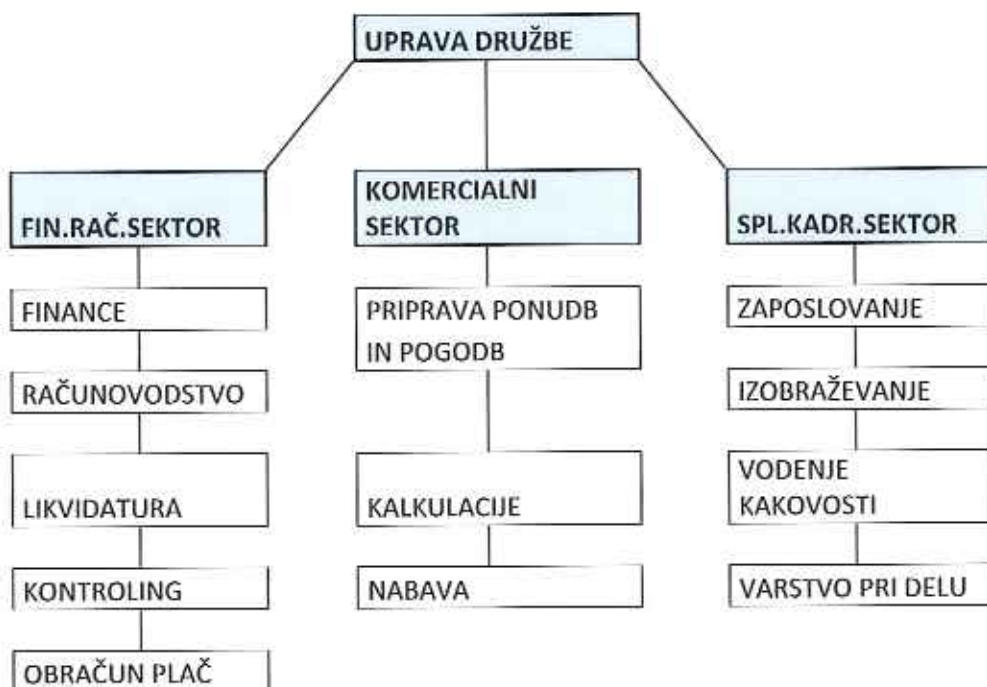 UPRAVA DRUŽBE
FIN.RAČ.SEKTOR
FINANCE
RAČUNOVODSTVO
LIKVIDATURA
KONTROLING
OBRAČUN PLAČ
KOMERCIALNI
SEKTOR
PRIPRAVA PONUDB
IN POGODB
KALKULACIJE
NABAVA
SPL.KADR.SEKTOR
ZAPOSLOVANJE
IZOBRAŽEVANJE
VODENJE
KAKOVOSTI
VARSTVO PRI DELU